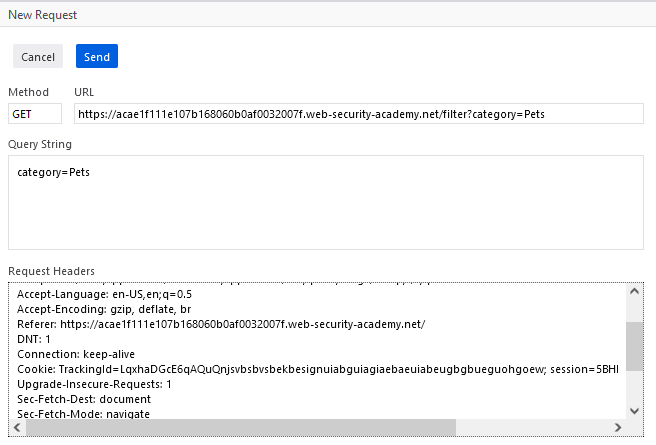 New Request
Cancel Send
Method URL
GET https://acae1f111e107b168060b0af0032007f.web-security-academy.net/filter?category=Pets
Query String
category=Pets
Request Headers
Accept-Language: en-US,en;q=0.5
Accept-Encoding: gzip, deflate, br
Referer: https://acae1f111e107b168060b0af0032007f.web-security-academy.net/
DNT: 1
Connection: keep-alive
Cookie: TrackingId=LqxhaDGcE6qAQuQnjsvbsbvsbekbesignuiabguiagiaebaeuiabeugbgbueguohgoew; session=5BHI
Upgrade-Insecure-Requests: 1
Sec-Fetch-Dest: document
Sec-Fetch-Mode: navigate